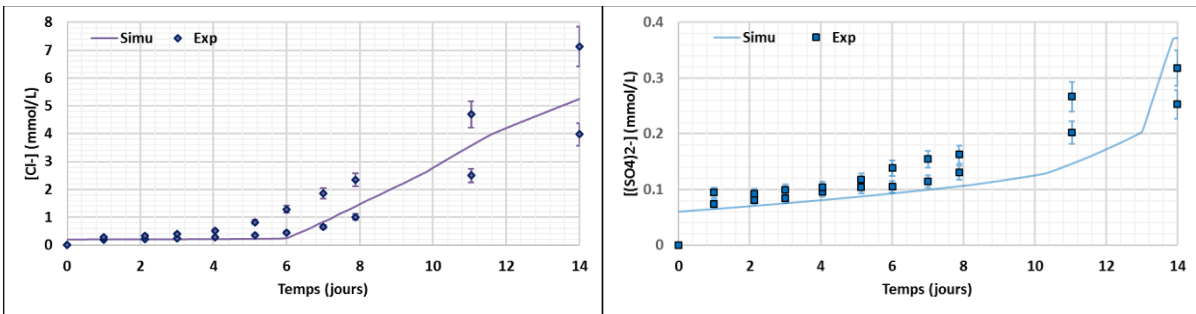 8
7
6
5
4
3
2
1
0
[Cl-] (mmol/L)
Simu
Exp
0 2 4 6 8 10 12 14
Temps (jours)
0.4
0.3
0.2
0.1
0
[(SO4)2-] (mmol/L)
Simu
Exp
0 2 4 6 8 10 12 14
Temps (jours)